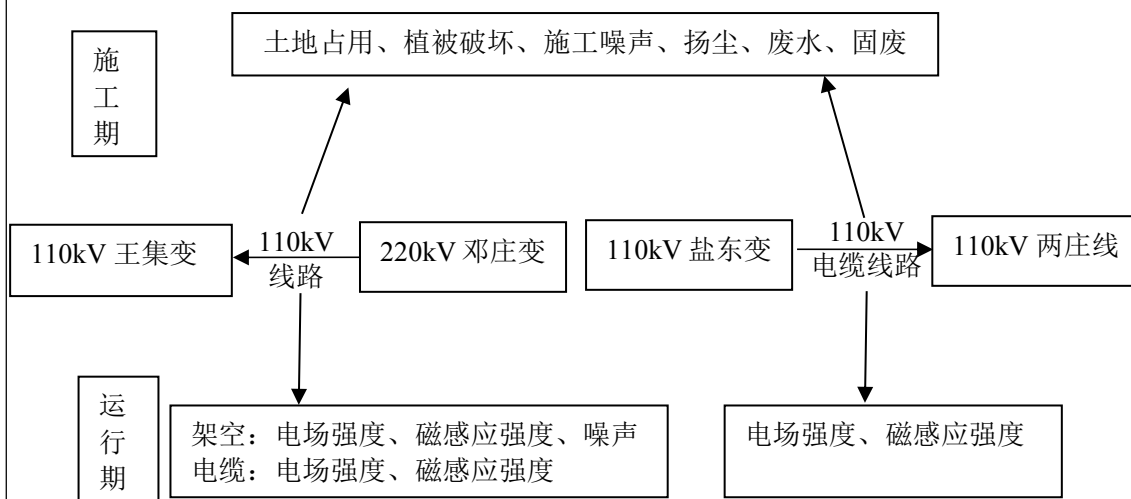 施
工
期
土地占用、植被破坏、施工噪声、扬尘、废水、固废
110kV 王集变
110kV
线路
220kV 邓庄变
110kV 盐东变
110kV
电缆线路
110kV 两庄线
运
行
期
架空：电场强度、磁感应强度、噪声
电缆：电场强度、磁感应强度
电场强度、磁感应强度